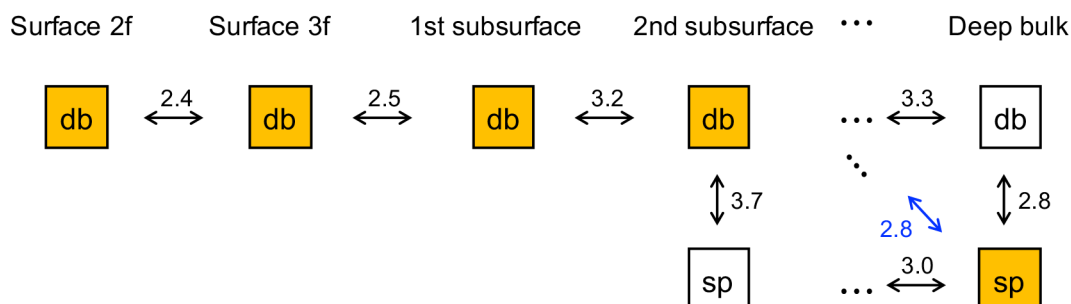 Surface 2f Surface 3f 1st subsurface 2nd subsurface ... Deep bulk
db 2.4 db 2.5 db 3.2 db ... 3.3 db
3.7 2.8 2.8
sp ... 3.0 sp